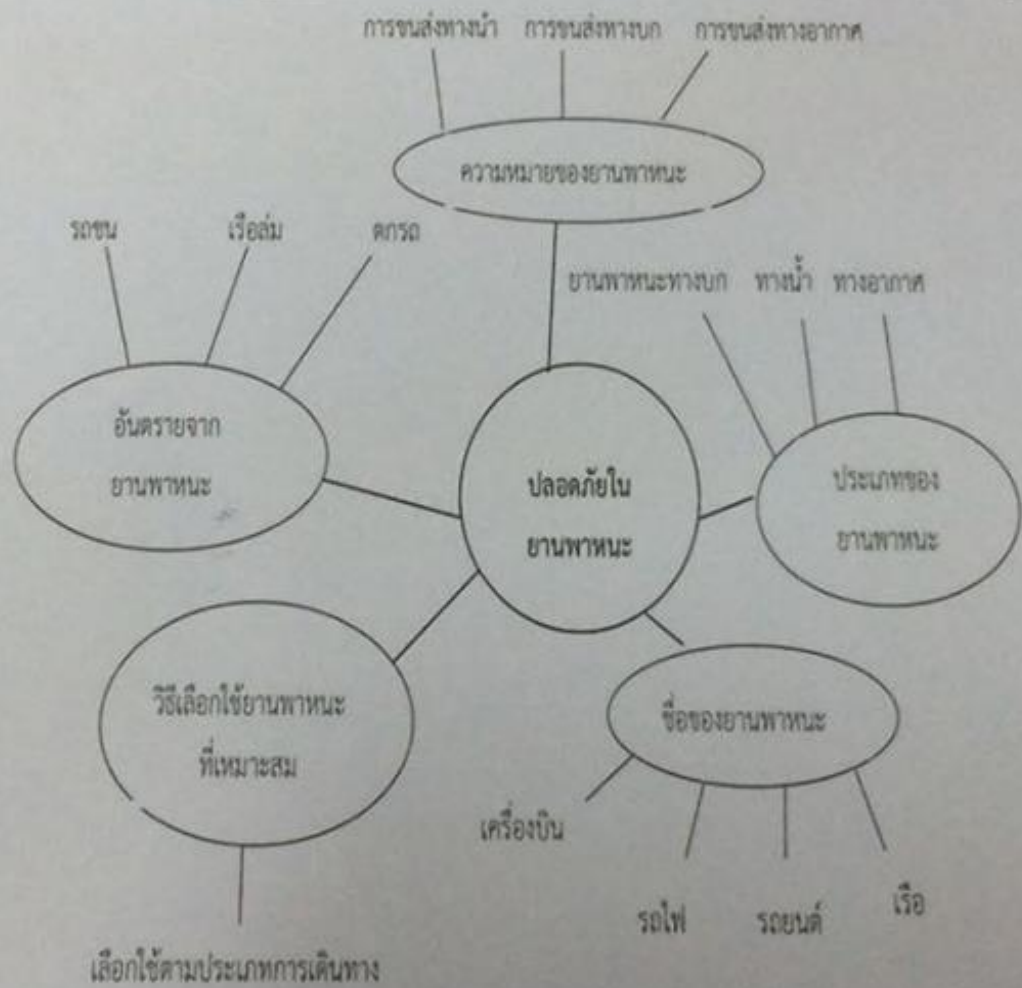 การขนส่งทางน้ำ การขนส่งทางบก การขนส่งทางอากาศ
ความหมายของยานพาหนะ
รถชน เรือล่ม ตกรถ
ยานพาหนะทางบก ทางน้ำ ทางอากาศ
อันตรายจาก
ยานพาหนะ
ปลอดภัยใน
ยานพาหนะ
ประเภทของ
ยานพาหนะ
วิธีเลือกใช้ยานพาหนะ
ที่เหมาะสม
ชื่อของยานพาหนะ
เครื่องบิน
รถไฟ รถยนต์ เรือ
เลือกใช้ตามประเภทการเดินทาง